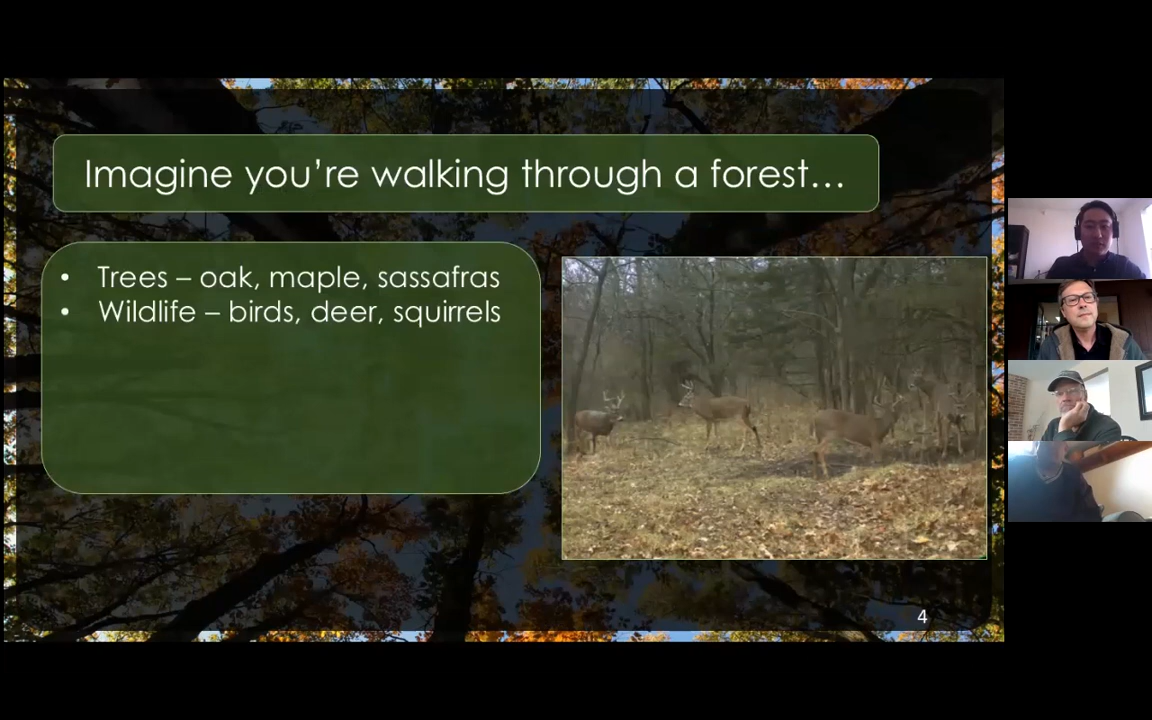 Imagine you’re walking through a forest…
• Trees – oak, maple, sassafras
• Wildlife – birds, deer, squirrels
4